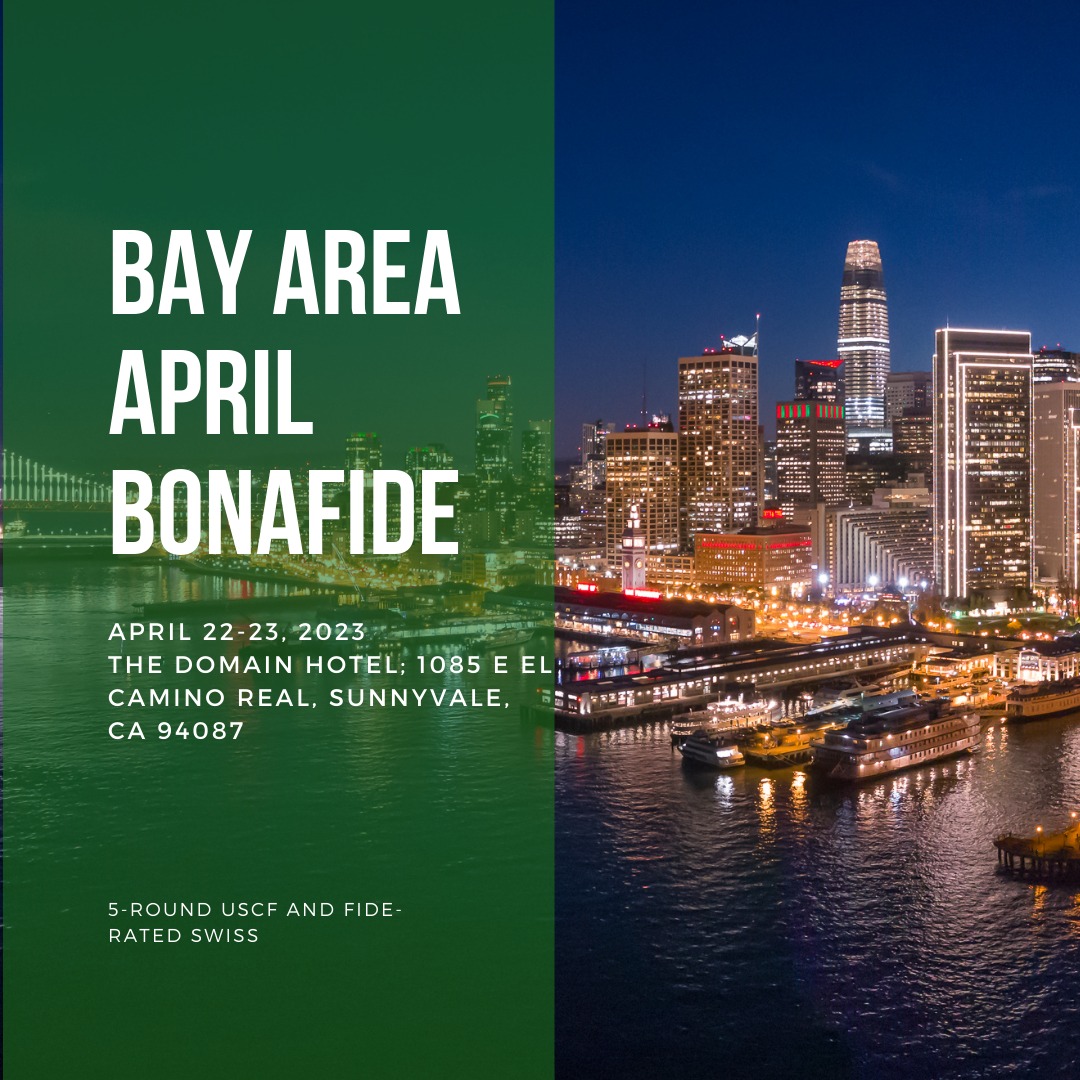 BAY AREA
APRIL
BONAFIDE
APRIL 22-23, 2023
THE DOMAIN HOTEL; 1085 E EL
CAMINO REAL, SUNNYVALE,
CA 94087
5-ROUND USCF AND FIDE-
RATED SWISS